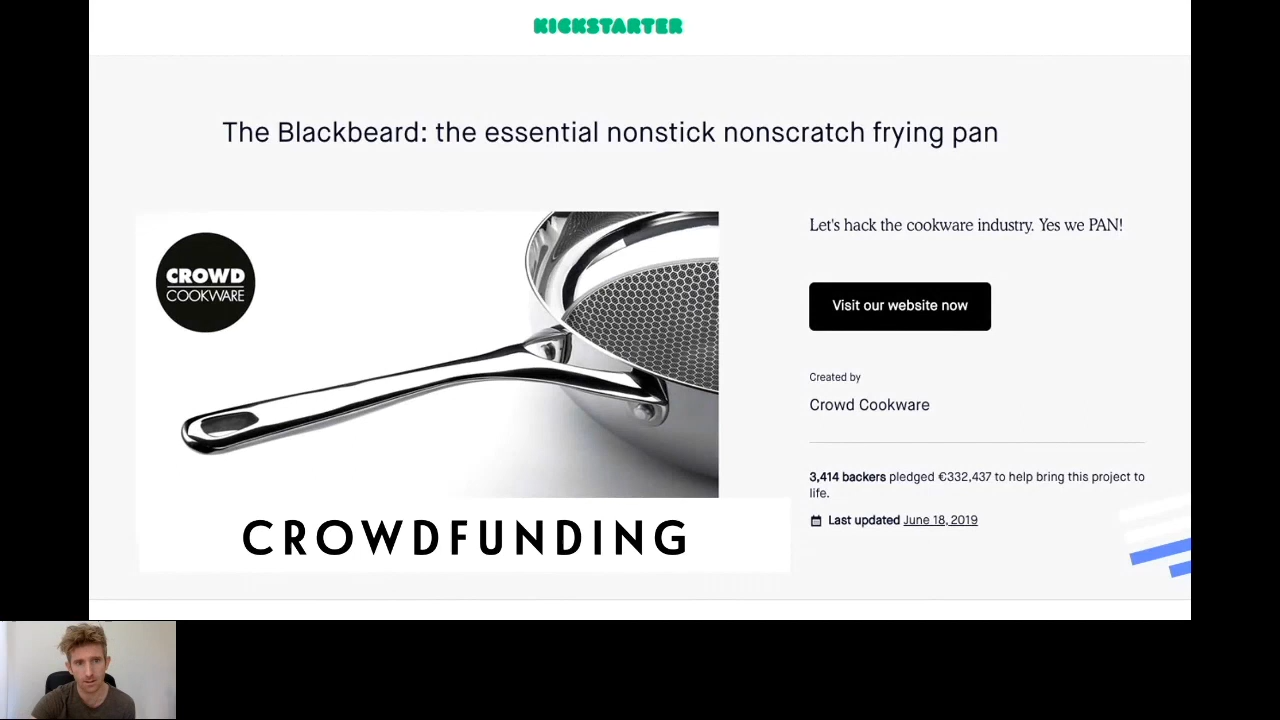 KICKSTARTER
The Blackbeard: the essential nonstick nonscratch frying pan
CROWD
COOKWARE
Let's hack the cookware industry. Yes we PAN!
Visit our website now
Created by
Crowd Cookware
3,414 backers pledged €332,437 to help bring this project to
life.
Last updated June 18, 2019
CROWDFUNDING